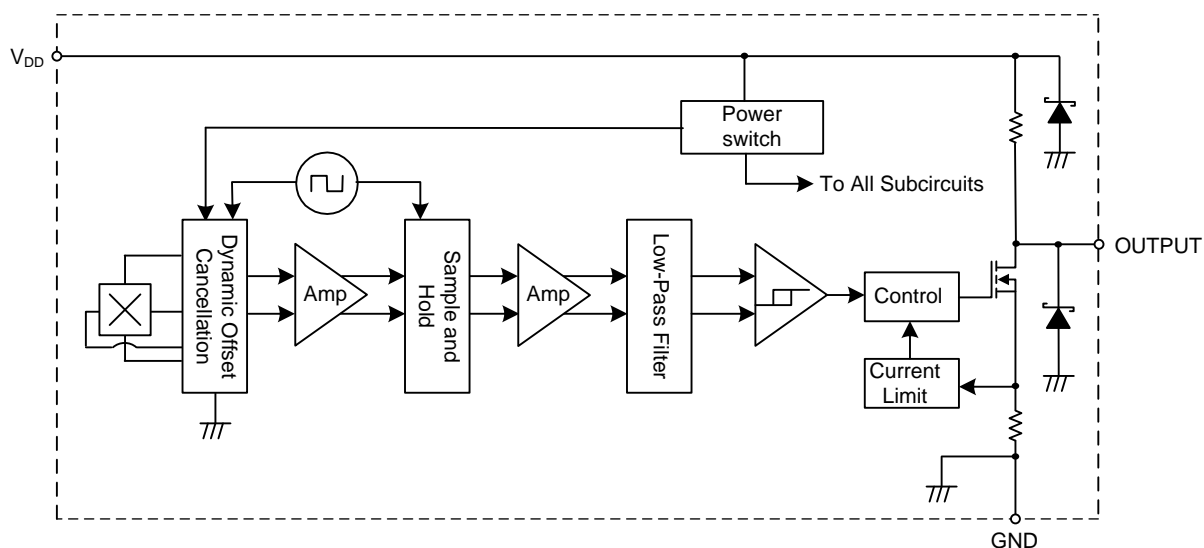 V_DD
Power
switch
To All Subcircuits
Dynamic Offset
Cancellation
Amp
Sample and
Hold
Amp
Low-Pass Filter
Control
Current
Limit
OUTPUT
GND